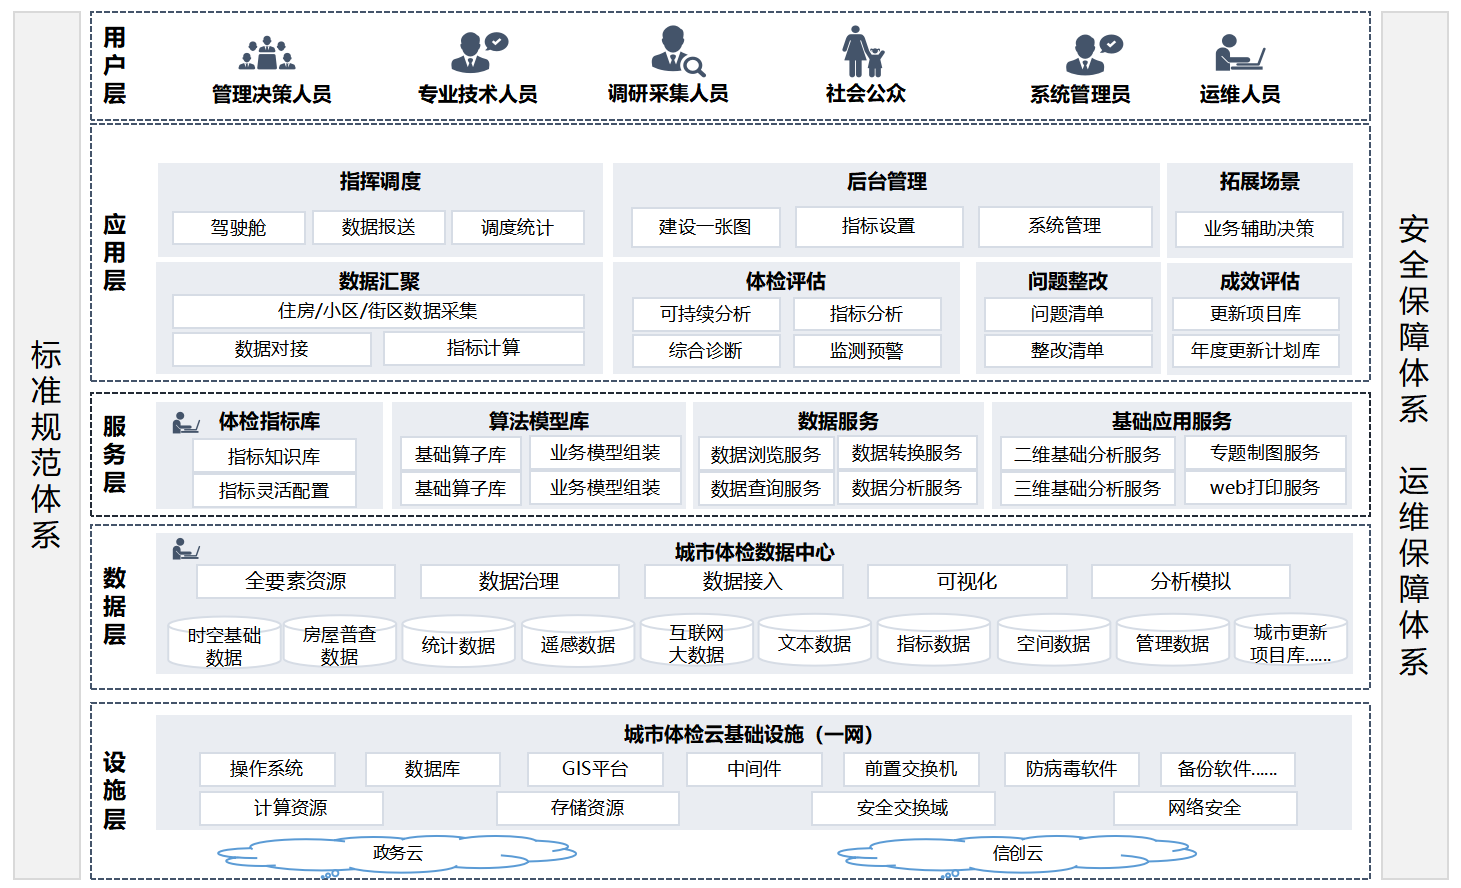 标准规范体系
用户层
管理决策人员
专业技术人员
调研采集人员
社会公众
系统管理员
运维人员
应用层
指挥调度
驾驶舱
数据报送
调度统计
后台管理
建设一张图
指标设置
系统管理
拓展场景
业务辅助决策
数据汇聚
住房/小区/街区数据采集
数据对接
指标计算
体检评估
可持续分析
指标分析
综合诊断
监测预警
问题整改
问题清单
整改清单
成效评估
更新项目库
年度更新计划库
服务层
体检指标库
指标知识库
指标灵活配置
算法模型库
基础算子库
业务模型组装
基础算子库
业务模型组装
数据服务
数据浏览服务
数据转换服务
数据查询服务
数据分析服务
基础应用服务
二维基础分析服务
专题制图服务
三维基础分析服务
web打印服务
数据层
城市体检数据中心
全要素资源
数据治理
数据接入
可视化
分析模拟
时空基础
数据
房屋普查
数据
统计数据
遥感数据
互联网
大数据
文本数据
指标数据
空间数据
管理数据
城市更新
项目库......
设施层
城市体检云基础设施（一网）
操作系统
数据库
GIS平台
中间件
前置交换机
防病毒软件
备份软件......
计算资源
存储资源
安全交换域
网络安全
政务云
信创云
安全保障体系
运维保障体系